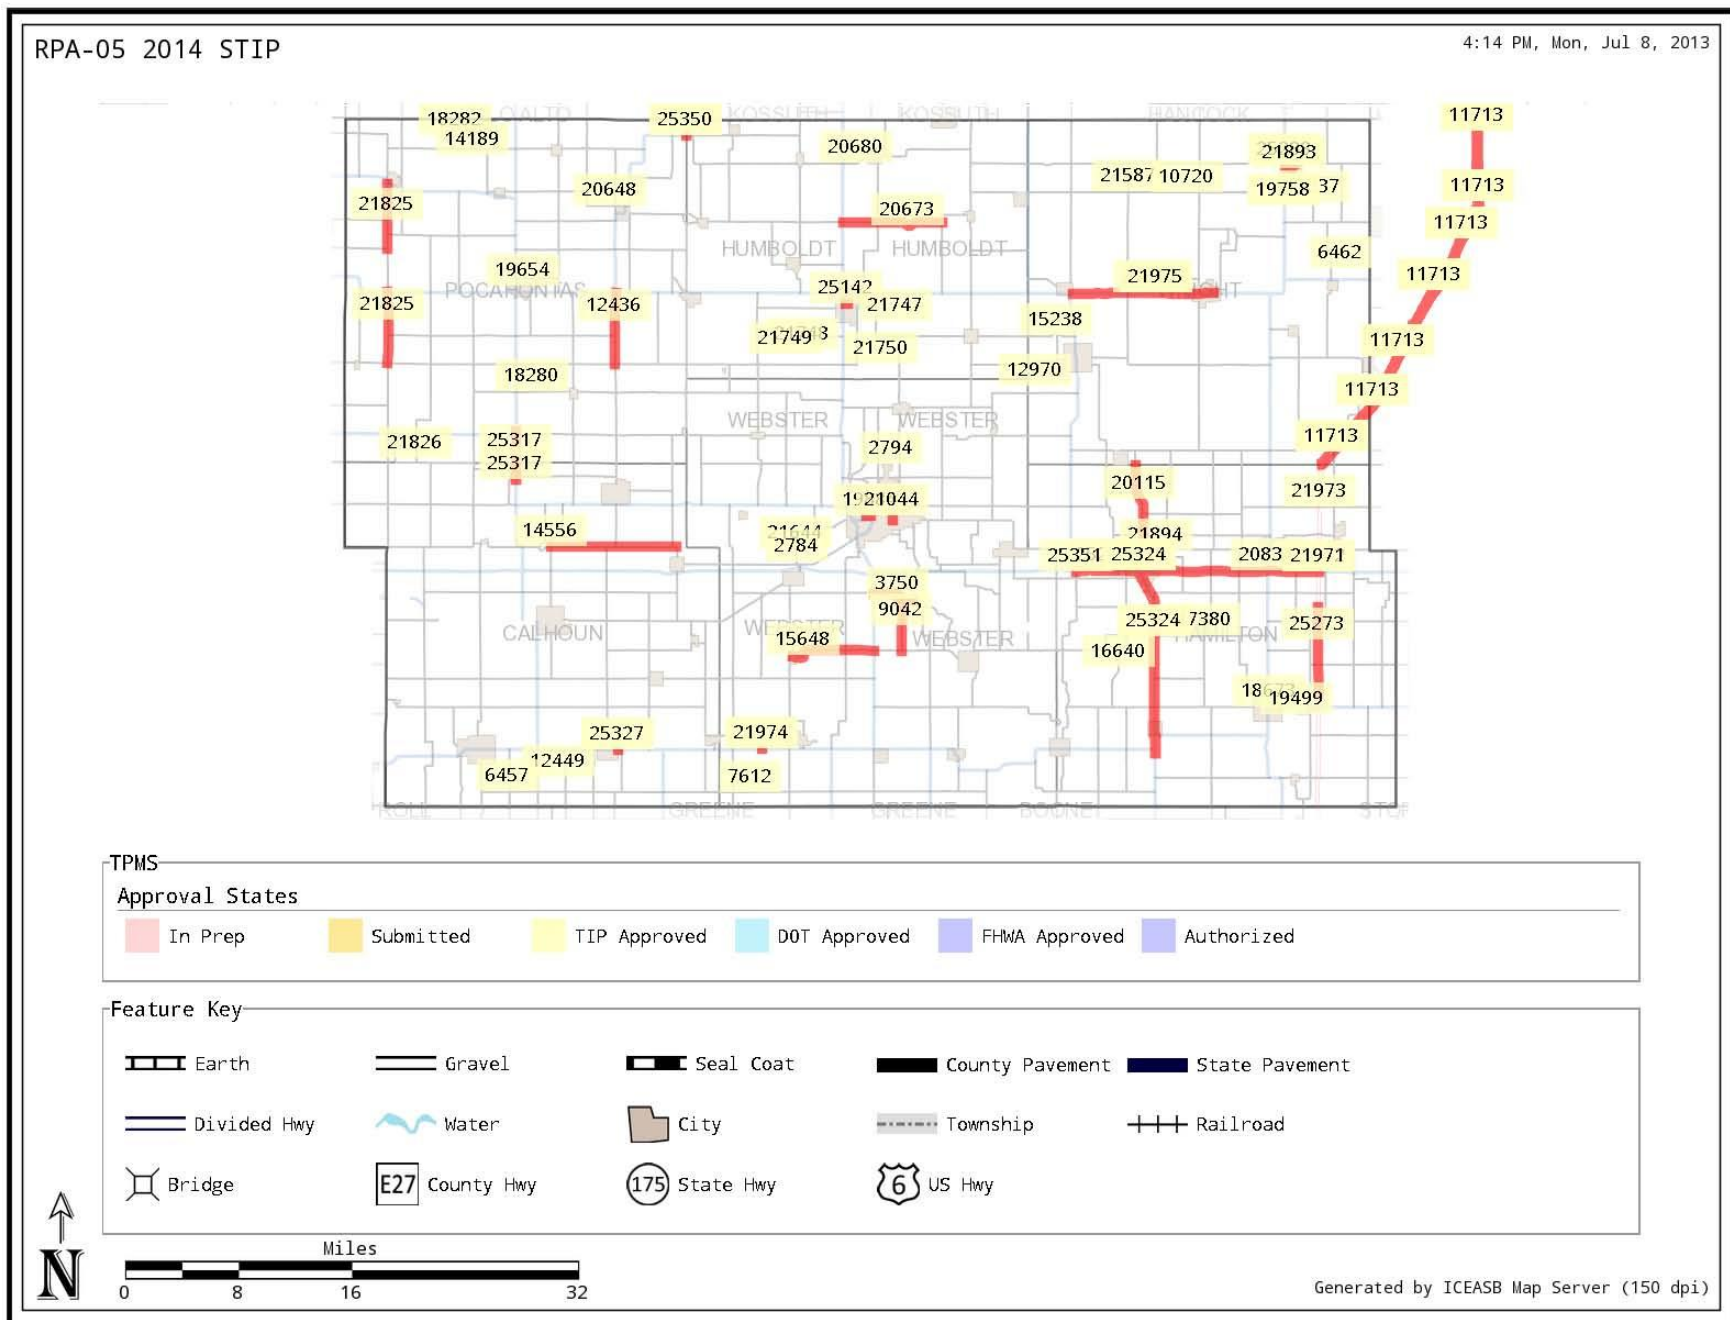 RPA-05 2014 STIP
4:14 PM, Mon, Jul 8, 2013
18282
14189
25350
KOSSUTH
KOSSUTH
HANCOCK
11713
20680
21893
21587
10720
19758
37
11713
20648
21825
20673
11713
HUMBOLDT
HUMBOLDT
6462
19654
POCAHONTAS
25142
21975
11713
21825
12436
21747
15238
21749
21750
11713
18280
12970
11713
WEBSTER
WEBSTER
21826
25317
2794
11713
25317
20115
21973
21044
14556
21644
2784
21894
25351
25324
2083
21971
3750
9042
CALHOUN
WEBSTER
15648
WEBSTER
25324
7380
HAMILTON
25273
16640
19499
25327
21974
12449
6457
7612
GREENE
GREENE
BOONE
TPMS
Approval States
In Prep
Submitted
TIP Approved
DOT Approved
FHWA Approved
Authorized
Feature Key
Earth
Gravel
Seal Coat
County Pavement
State Pavement
Divided Hwy
Water
City
Township
Railroad
Bridge
E27
County Hwy
175
State Hwy
6
US Hwy
N
Miles
0 8 16 32
Generated by ICEASB Map Server (150 dpi)